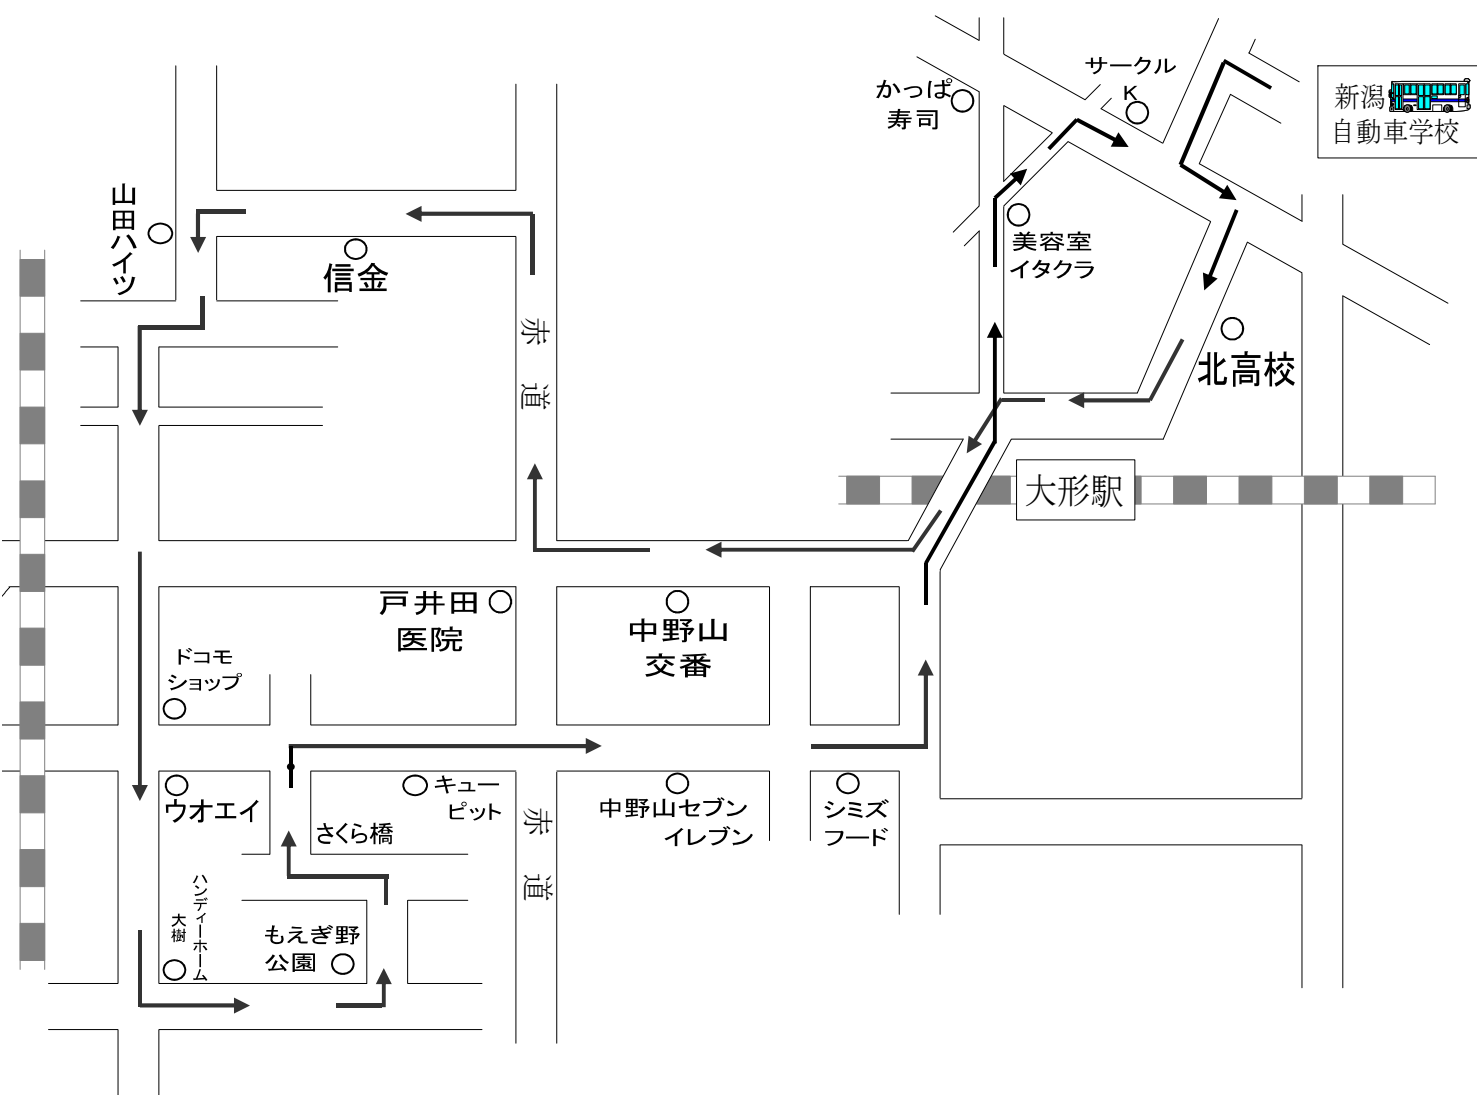 サークル
K
かっぱ
寿司
新潟
自動車学校
山田ハイツ
美容室
イタクラ
信金
赤道
北高校
大形駅
戸井田
医院
中野山
交番
ドコモ
ショップ
ウオエイ
さくら橋
キュー
ピット
赤道
中野山セブン
イレブン
シミズ
フード
ハンディーホーム
大樹
もえぎ野
公園